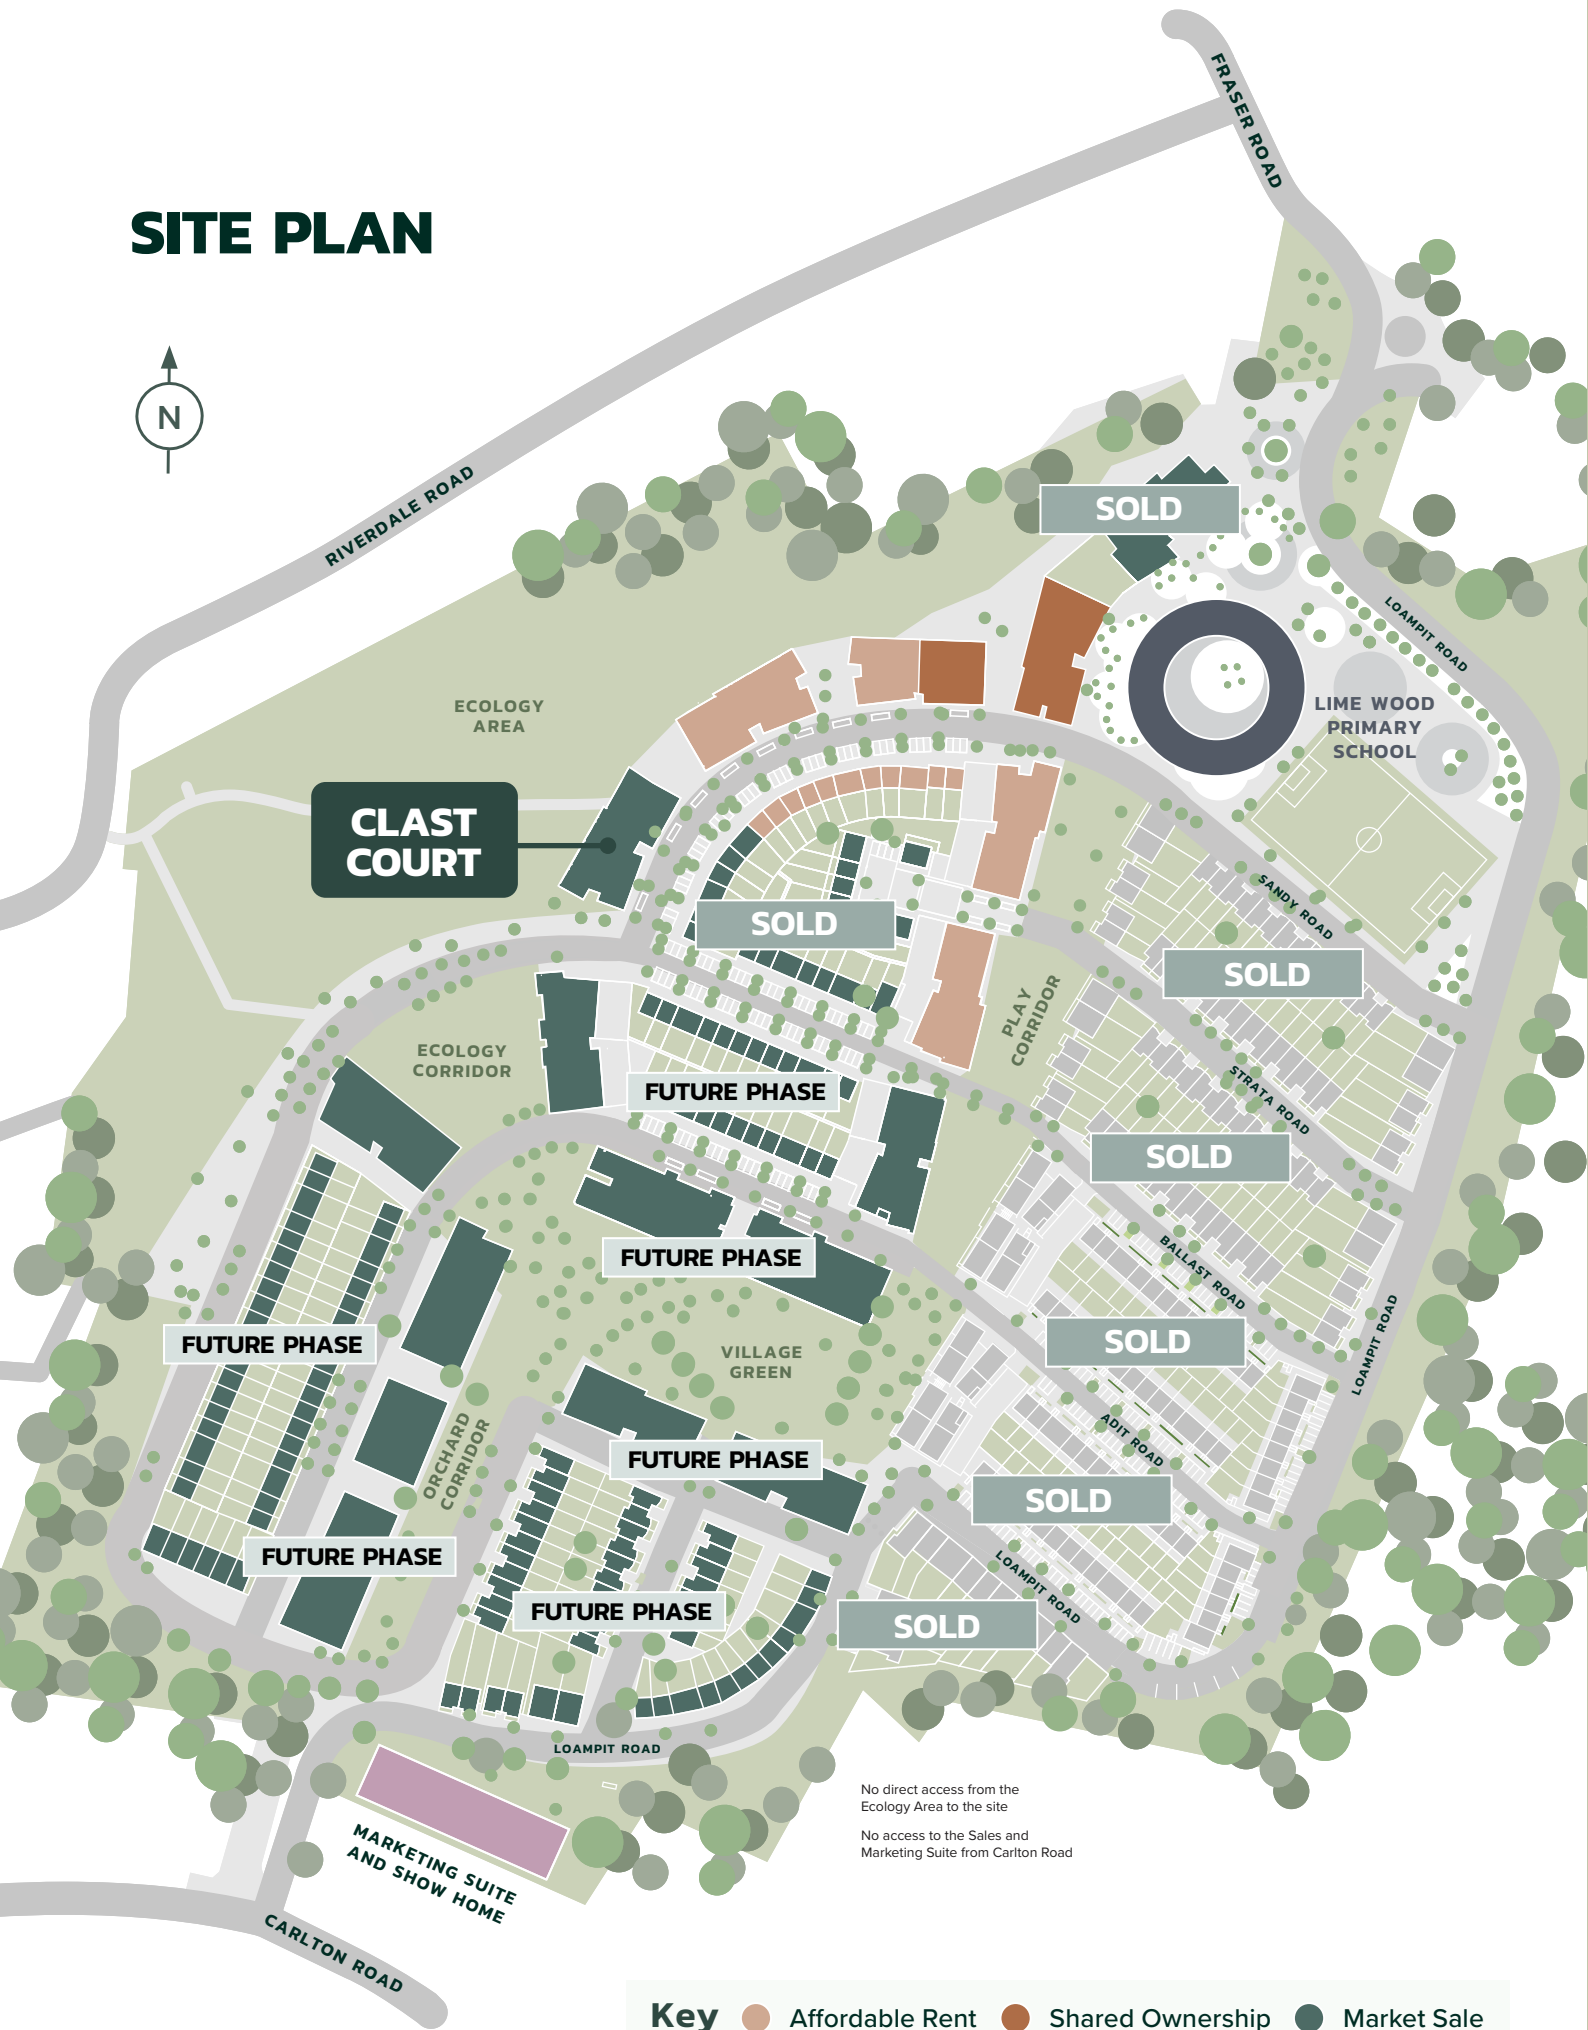 FRASER ROAD
SITE PLAN
N
RIVERDALE ROAD
SOLD
LOAMPIT ROAD
LIME WOOD
PRIMARY
SCHOOL
ECOLOGY
AREA
CLAST
COURT
SANDY ROAD
SOLD
SOLD
PLAY
CORRIDOR
ECOLOGY
CORRIDOR
FUTURE PHASE
STRATA ROAD
SOLD
FUTURE PHASE
BALLAST ROAD
FUTURE PHASE
VILLAGE
GREEN
SOLD
LOAMPIT ROAD
ORCHARD
CORRIDOR
FUTURE PHASE
ADIT ROAD
SOLD
FUTURE PHASE
LOAMPIT ROAD
FUTURE PHASE
SOLD
LOAMPIT ROAD
No direct access from the
Ecology Area to the site
No access to the Sales and
Marketing Suite from Carlton Road
MARKETING SUITE
AND SHOW HOME
CARLTON ROAD
Key
Affordable Rent
Shared Ownership
Market Sale